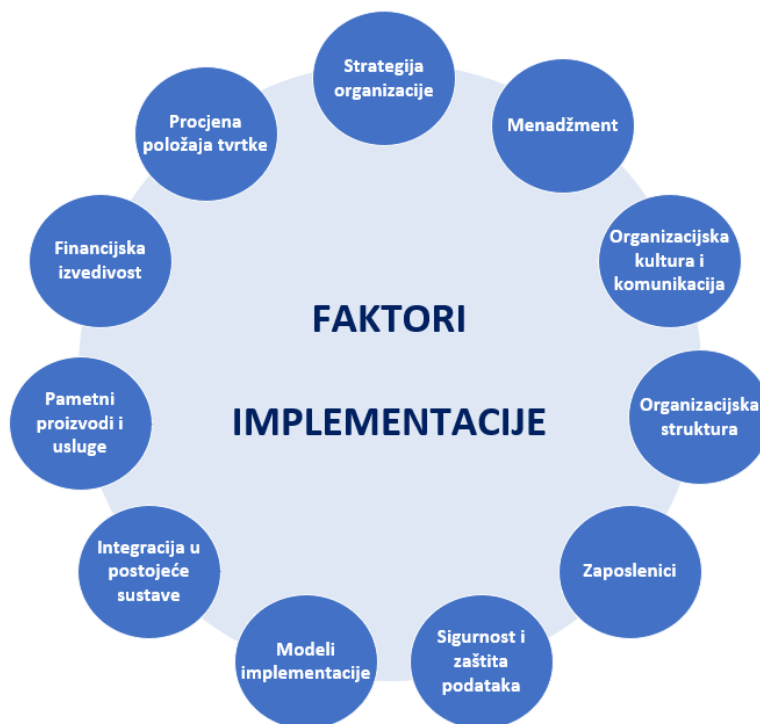 Strategija
organizacije
Menadžment
Organizacijska
kultura i
komunikacija
Organizacijska
struktura
Zaposlenici
Sigurnost i
zaštita
podataka
Modeli
implementacije
Integracija u
postojeće
sustave
Pametni
proizvodi i
usluge
Financijska
izvedivost
Procjena
položaja tvrtke
FAKTORI
IMPLEMENTACIJE